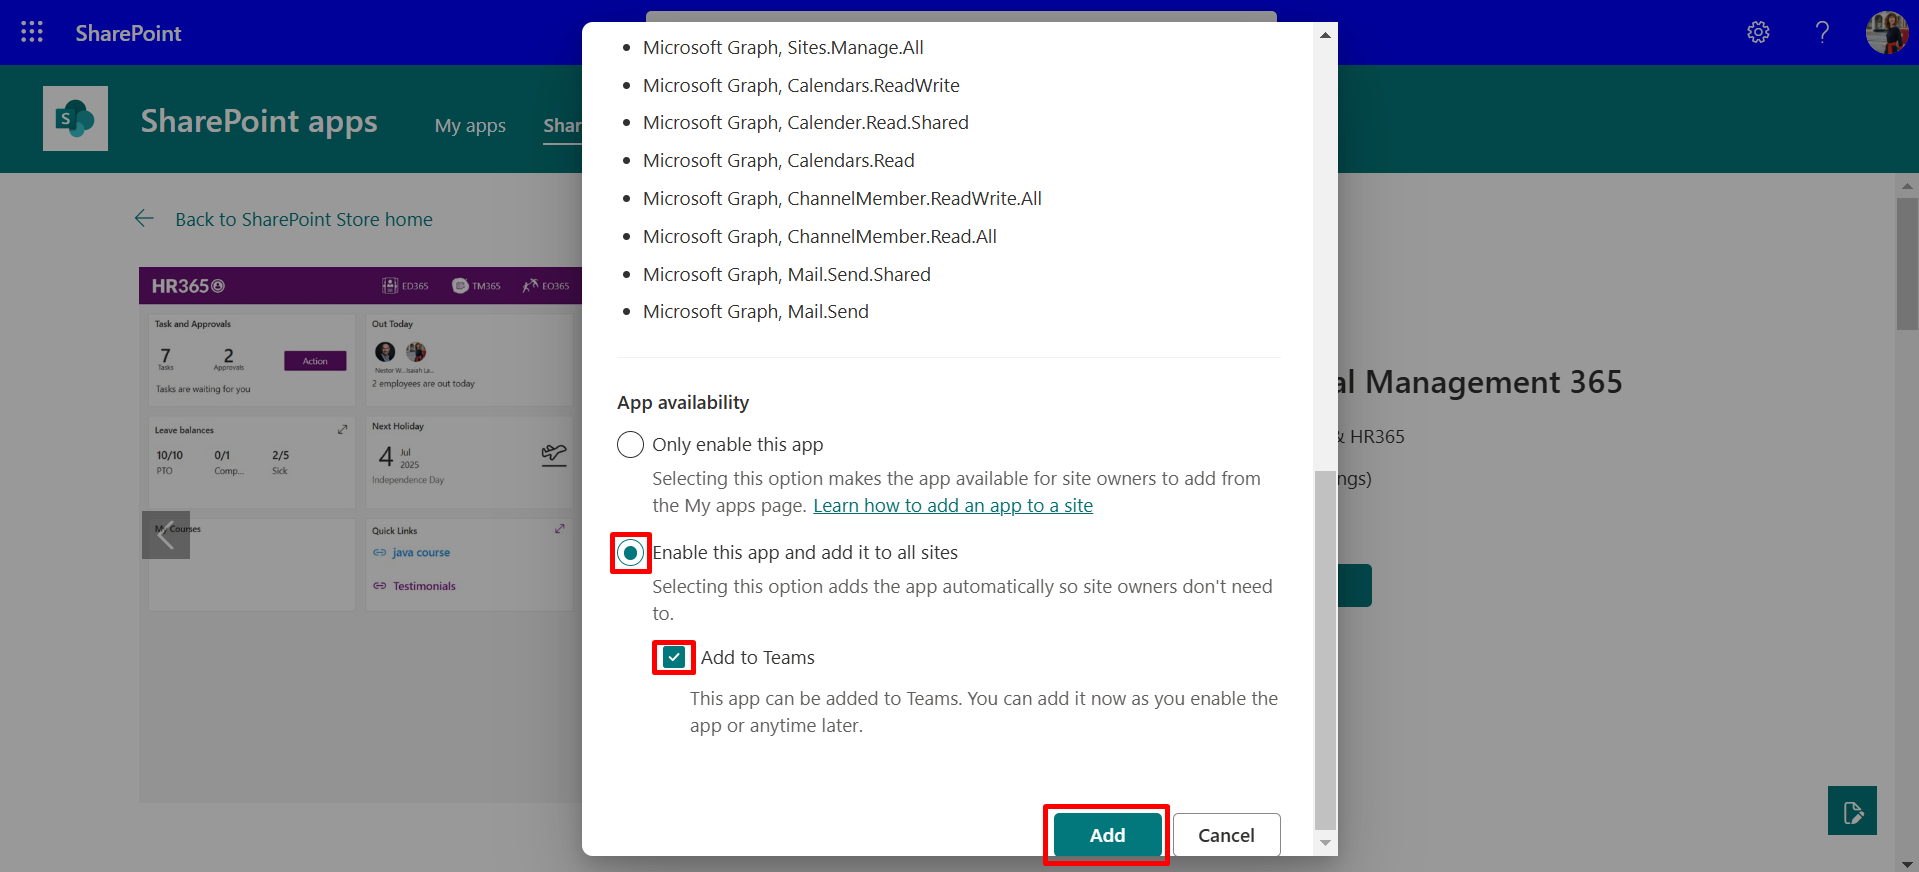 SharePoint
SharePoint apps
My apps
Shar
Back to SharePoint Store home
HR365
ED365
TM365
EO365
Task and Approvals
7
Tasks
2
Approvals
Action
Tasks are waiting for you
Out Today
Nestor W...
Isaiah La...
2 employees are out today
Leave balances
10/10
PTO
0/1
Comp...
2/5
Sick
Next Holiday
4
Jul
2025
Independence Day
My Courses
Quick Links
java course
Testimonials
• Microsoft Graph, Sites.Manage.All
• Microsoft Graph, Calendars.ReadWrite
• Microsoft Graph, Calender.Read.Shared
• Microsoft Graph, Calendars.Read
• Microsoft Graph, ChannelMember.ReadWrite.All
• Microsoft Graph, ChannelMember.Read.All
• Microsoft Graph, Mail.Send.Shared
• Microsoft Graph, Mail.Send
App availability
Only enable this app
Selecting this option makes the app available for site owners to add from
the My apps page. Learn how to add an app to a site
Enable this app and add it to all sites
Selecting this option adds the app automatically so site owners don't need
to.
Add to Teams
This app can be added to Teams. You can add it now as you enable the
app or anytime later.
Add
Cancel
al Management 365
& HR365
ngs)